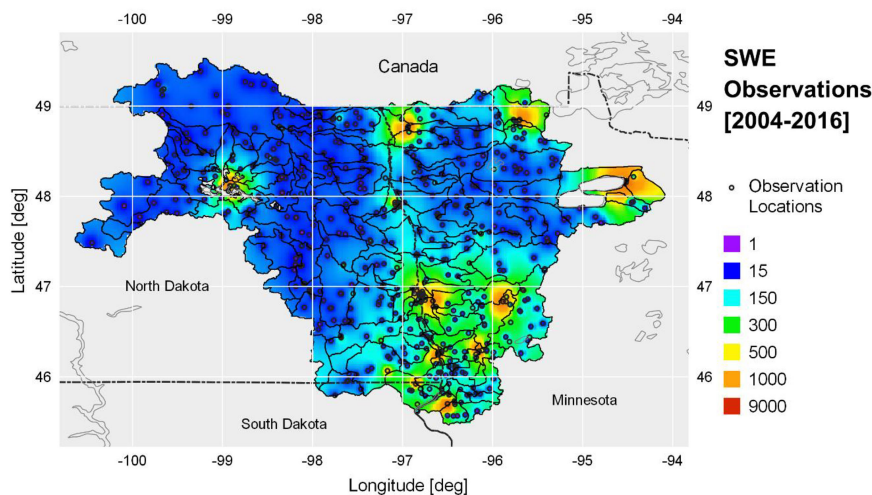 -100 -99 -98 -97 -96 -95 -94
Canada
SWE
Observations
[2004-2016]
49 49
48 48
47 47
46 46
Latitude [deg]
North Dakota
South Dakota
Minnesota
Observation
Locations
1
15
150
300
500
1000
9000
-100 -99 -98 -97 -96 -95 -94
Longitude [deg]